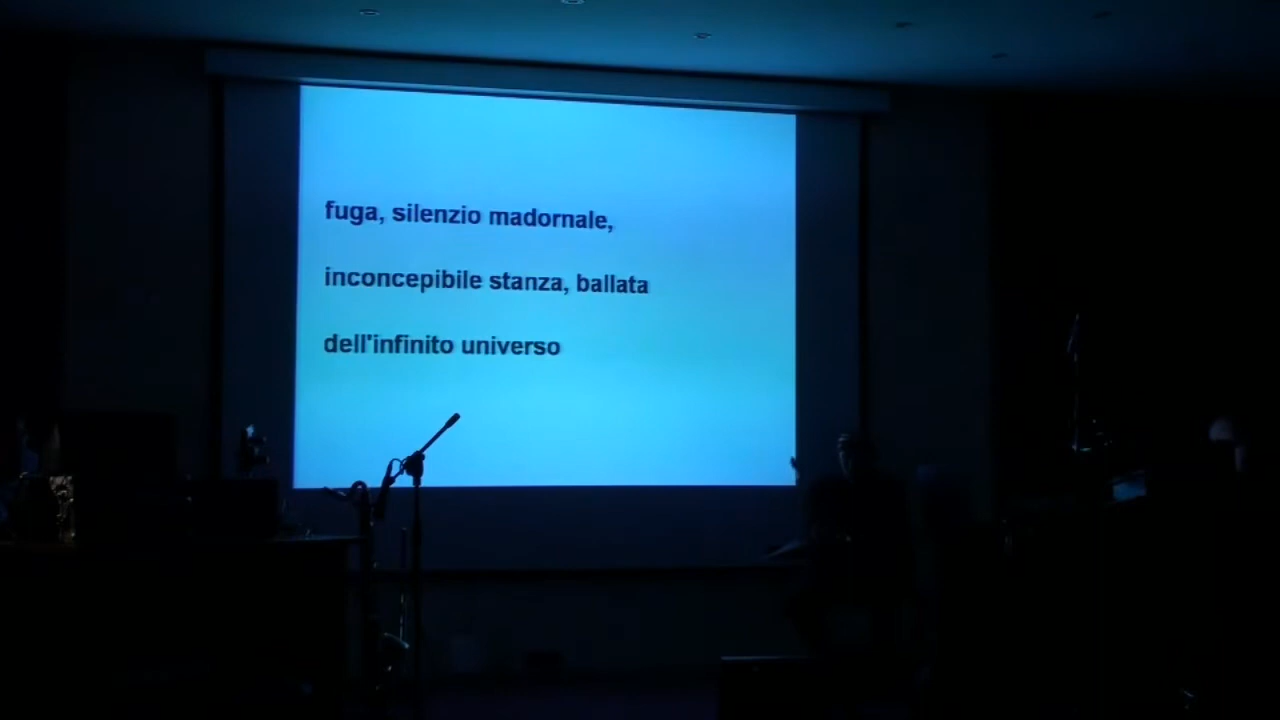 fuga, silenzio madornale,
inconcepibile stanza, ballata
dell'infinito universo